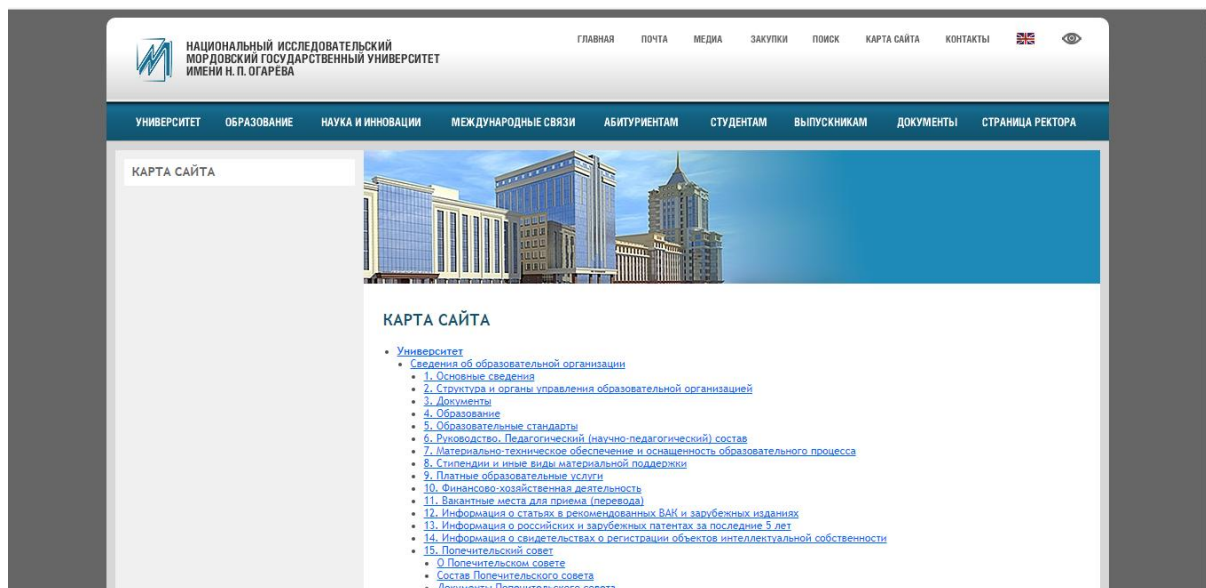 НАЦИОНАЛЬНЫЙ ИССЛЕДОВАТЕЛЬСКИЙ
МОРДОВСКИЙ ГОСУДАРСТВЕННЫЙ УНИВЕРСИТЕТ
ИМЕНИ Н. П. ОГАРЁВА
ГЛАВНАЯ ПОЧТА МЕДИА ЗАКУПКИ ПОИСК КАРТА САЙТА КОНТАКТЫ
УНИВЕРСИТЕТ ОБРАЗОВАНИЕ НАУКА И ИННОВАЦИИ МЕЖДУНАРОДНЫЕ СВЯЗИ АБИТУРИЕНТАМ СТУДЕНТАМ ВЫПУСКНИКАМ ДОКУМЕНТЫ СТРАНИЦА РЕКТОРА
КАРТА САЙТА
КАРТА САЙТА
Университет
Сведения об образовательной организации
1. Основные сведения
2. Структура и органы управления образовательной организацией
3. Документы
4. Образование
5. Образовательные стандарты
6. Руководство. Педагогический (научно-педагогический) состав
7. Материально-техническое обеспечение и оснащенность образовательного процесса
8. Стипендии и иные виды материальной поддержки
9. Платные образовательные услуги
10. Финансово-хозяйственная деятельность
11. Вакантные места для приема (перевода)
12. Информация о статьях в рекомендованных ВАК и зарубежных изданиях
13. Информация о российских и зарубежных патентах за последние 5 лет
14. Информация о свидетельствах о регистрации объектов интеллектуальной собственности
15. Попечительский совет
О Попечительском совете
Состав Попечительского совета
Документы Попечительского совета